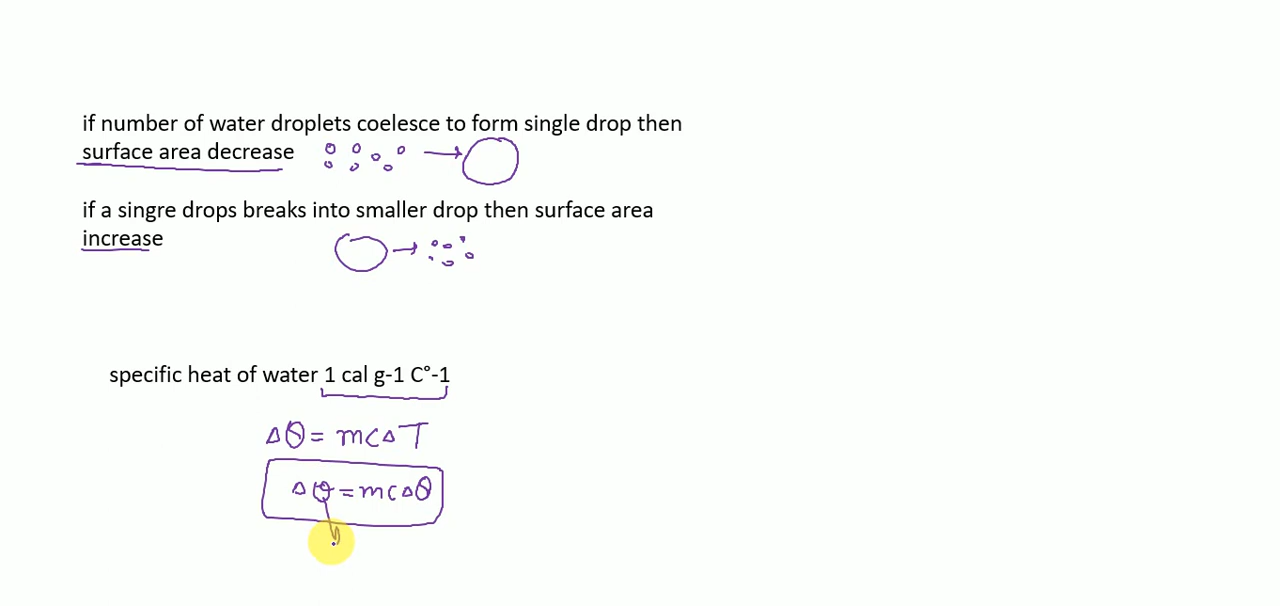 if number of water droplets coelesce to form single drop then
surface area decrease
if a singre drops breaks into smaller drop then surface area
increase
specific heat of water 1 cal g-1 C°-1
ΔQ = mcΔT
ΔQ = mcΔθ